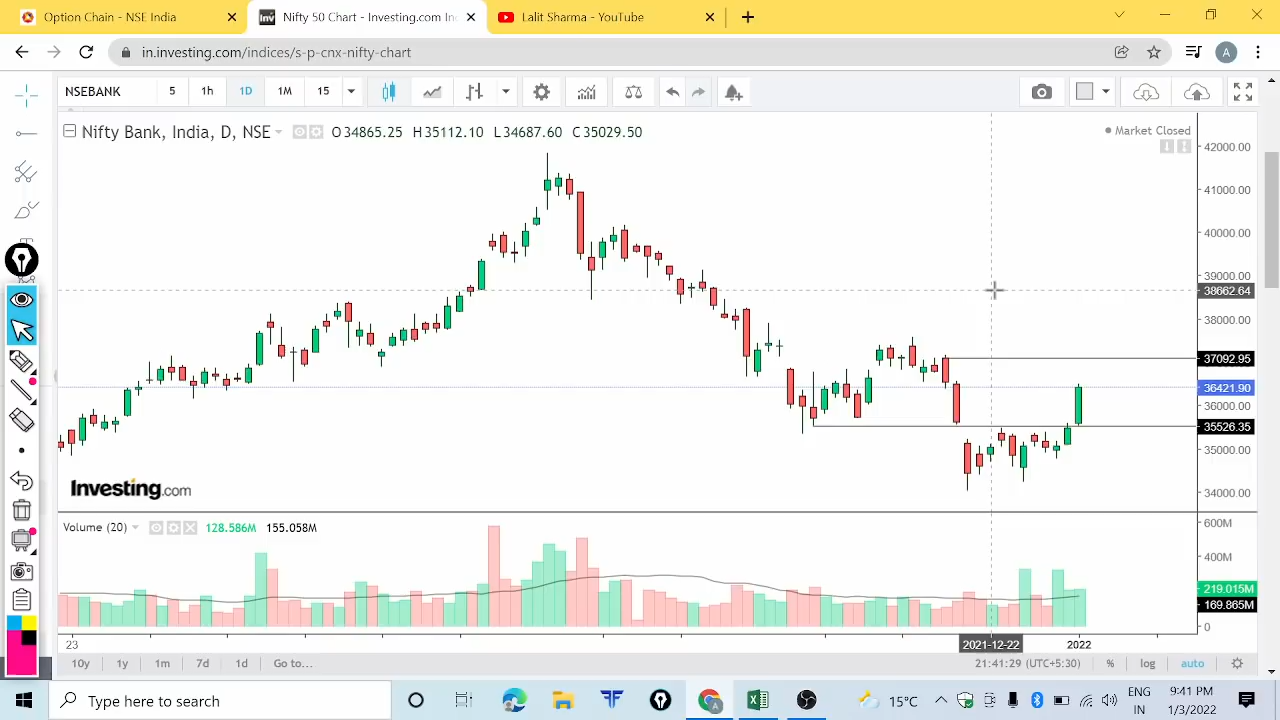 Option Chain - NSE India
Nifty 50 Chart - Investing.com Inc
Lalit Sharma - YouTube
in.investing.com/indices/s-p-cnx-nifty-chart
A
NSEBANK 5 1h 1D 1M 15
Nifty Bank, India, D, NSE O34865.25 H35112.10 L34687.60 C35029.50
Market Closed
42000.00
41000.00
40000.00
39000.00
38662.64
38000.00
37092.95
36421.90
36000.00
35526.35
35000.00
34000.00
Investing.com
Volume (20) 128.586M 155.058M
600M
400M
219.015M
169.865M
0
23 2021-12-22 2022
10y 1y 1m 7d 1d Go to... 21:41:29 (UTC+5:30) % log auto
Type here to search
15°C
ENG
IN
9:41 PM
1/3/2022